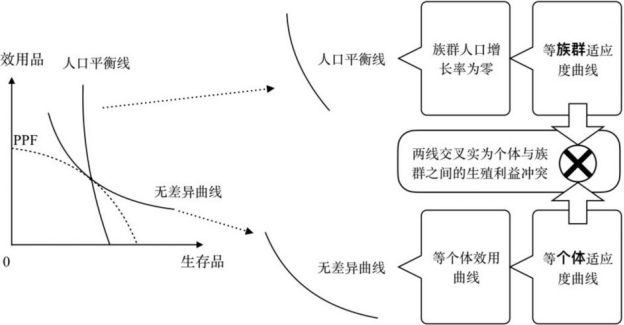 效用品
人口平衡线
PPF
无差异曲线
0
生存品
人口平衡线
族群人口增
长率为零
等族群适应
度曲线
两线交叉实为个体与族
群之间的生殖利益冲突
无差异曲线
等个体效用
曲线
等个体适应
度曲线